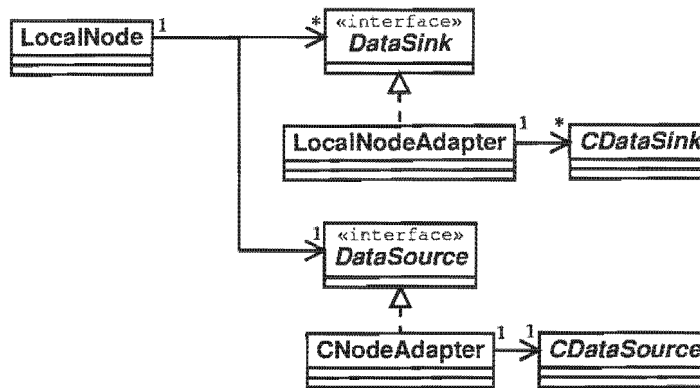 LocalNode
1
*
«interface»
DataSink
LocalNodeAdapter
1
*
CDataSink
1
«interface»
DataSource
CNodeAdapter
1
1
CDataSource